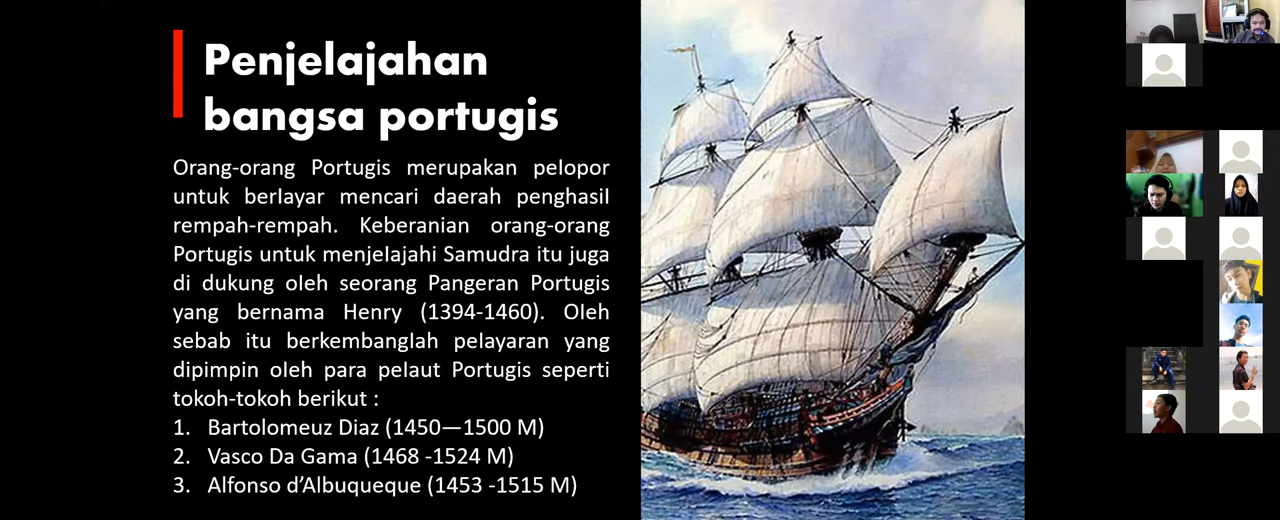 Penjelajahan
bangsa portugis
Orang-orang Portugis merupakan pelopor
untuk berlayar mencari daerah penghasil
rempah-rempah. Keberanian orang-orang
Portugis untuk menjelajahi Samudra itu juga
di dukung oleh seorang Pangeran Portugis
yang bernama Henry (1394-1460). Oleh
sebab itu berkembanglah pelayaran yang
dipimpin oleh para pelaut Portugis seperti
tokoh-tokoh berikut :
1. Bartolomeuz Diaz (1450—1500 M)
2. Vasco Da Gama (1468 -1524 M)
3. Alfonso d’Albuqueque (1453 -1515 M)